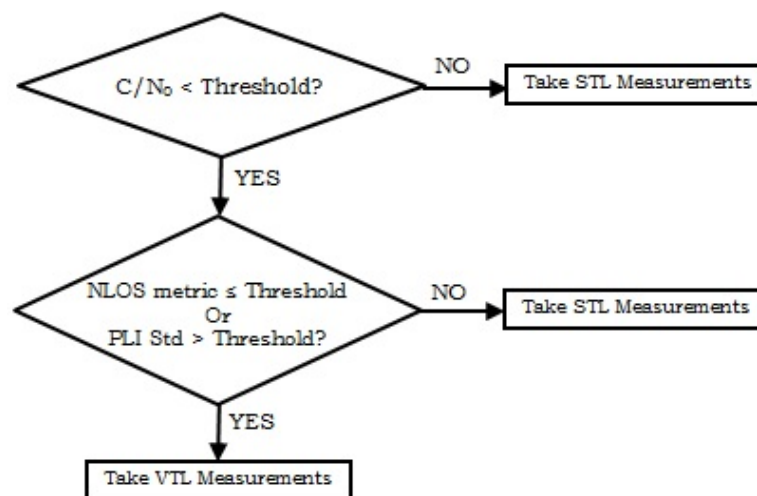 C/N₀ < Threshold?
NO
Take STL Measurements
YES
NLOS metric ≤ Threshold
Or
PLI Std > Threshold?
NO
Take STL Measurements
YES
Take VTL Measurements